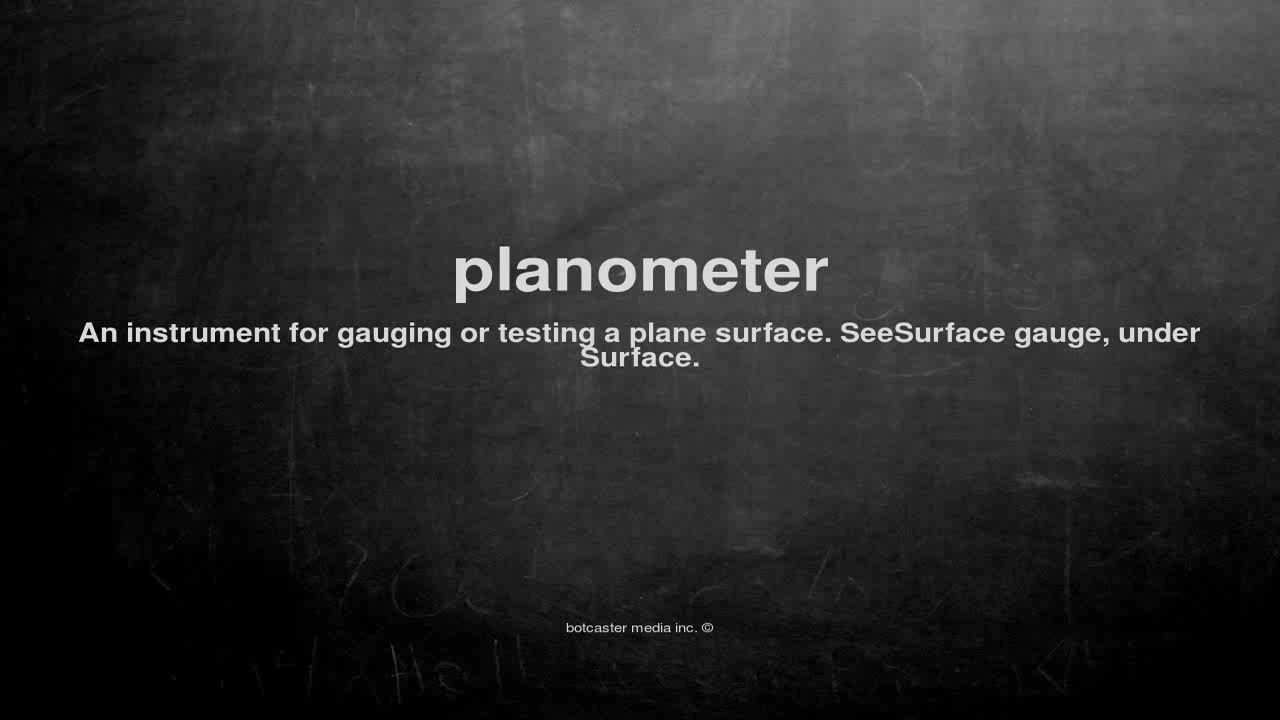 planometer
An instrument for gauging or testing a plane surface. SeeSurface gauge, under
Surface.
botcaster media inc. ©